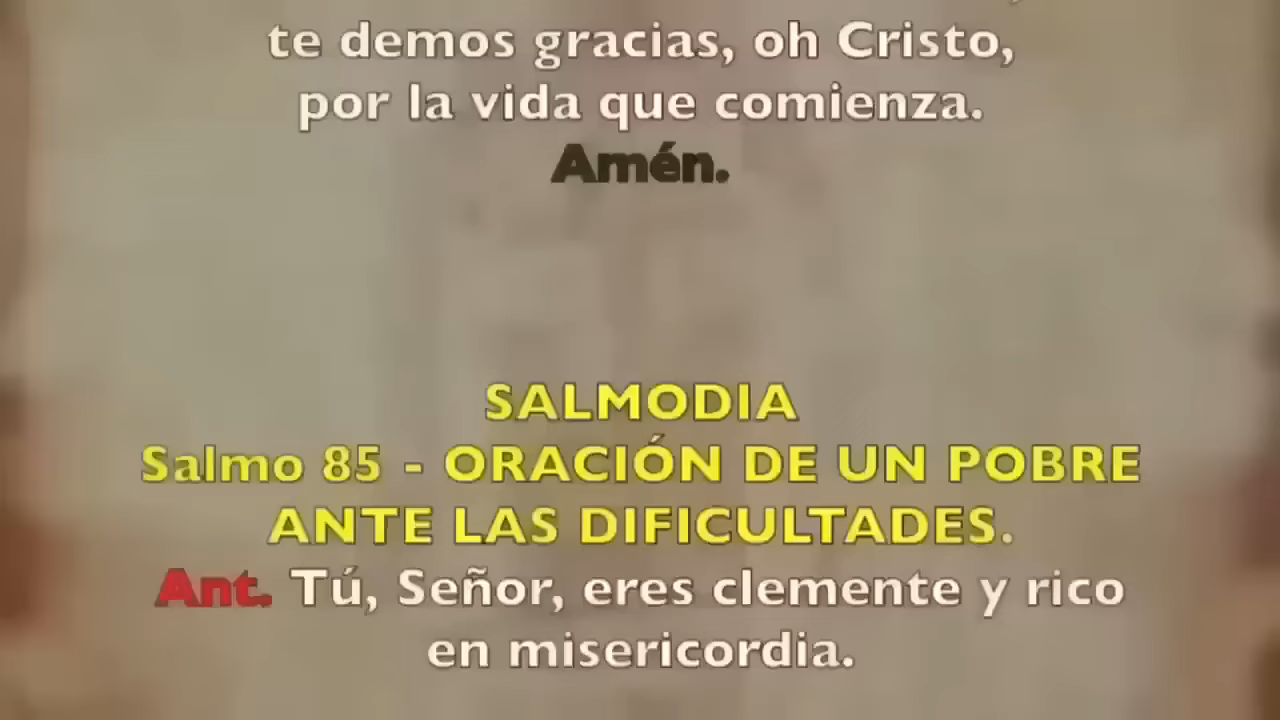 te demos gracias, oh Cristo,
por la vida que comienza.
Amén.
SALMODIA
Salmo 85 - ORACIÓN DE UN POBRE
ANTE LAS DIFICULTADES.
Ant. Tú, Señor, eres clemente y rico
en misericordia.